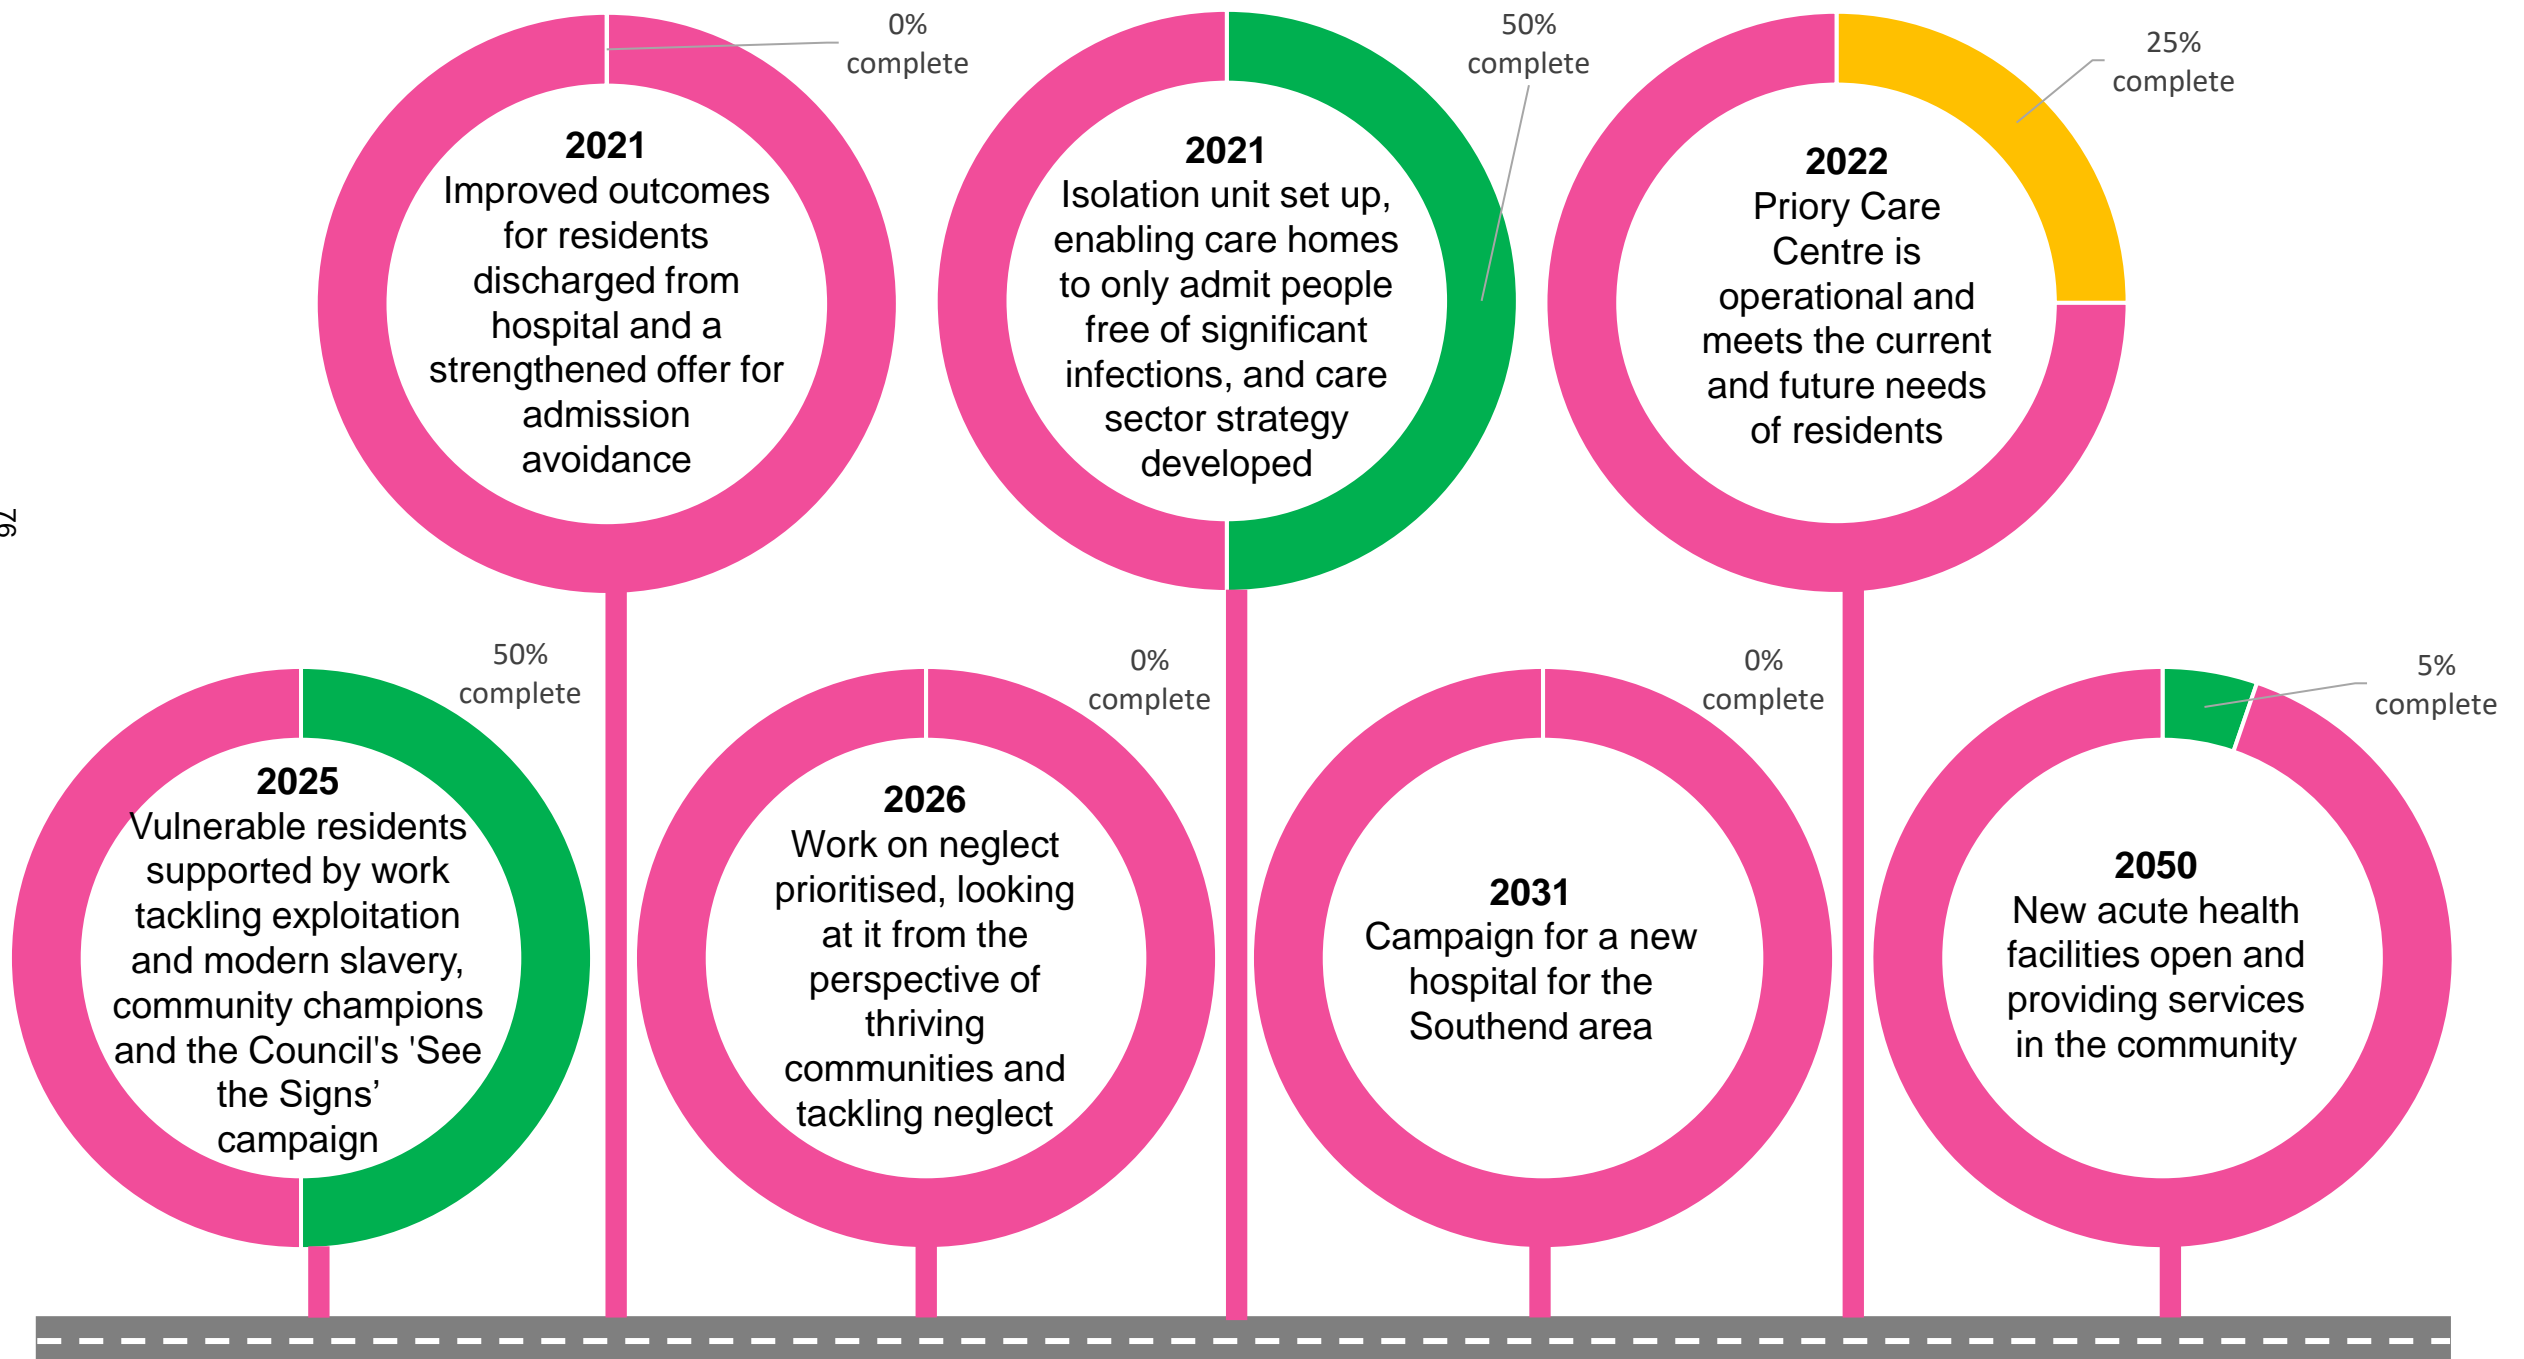 0%
complete
2021
Improved outcomes
for residents
discharged from
hospital and a
strengthened offer for
admission
avoidance
50%
complete
2021
Isolation unit set up,
enabling care homes
to only admit people
free of significant
infections, and care
sector strategy
developed
25%
complete
2022
Priory Care
Centre is
operational and
meets the current
and future needs
of residents
50%
complete
2025
Vulnerable residents
supported by work
tackling exploitation
and modern slavery,
community champions
and the Council's 'See
the Signs’
campaign
0%
complete
2026
Work on neglect
prioritised, looking
at it from the
perspective of
thriving
communities and
tackling neglect
0%
complete
2031
Campaign for a new
hospital for the
Southend area
5%
complete
2050
New acute health
facilities open and
providing services
in the community